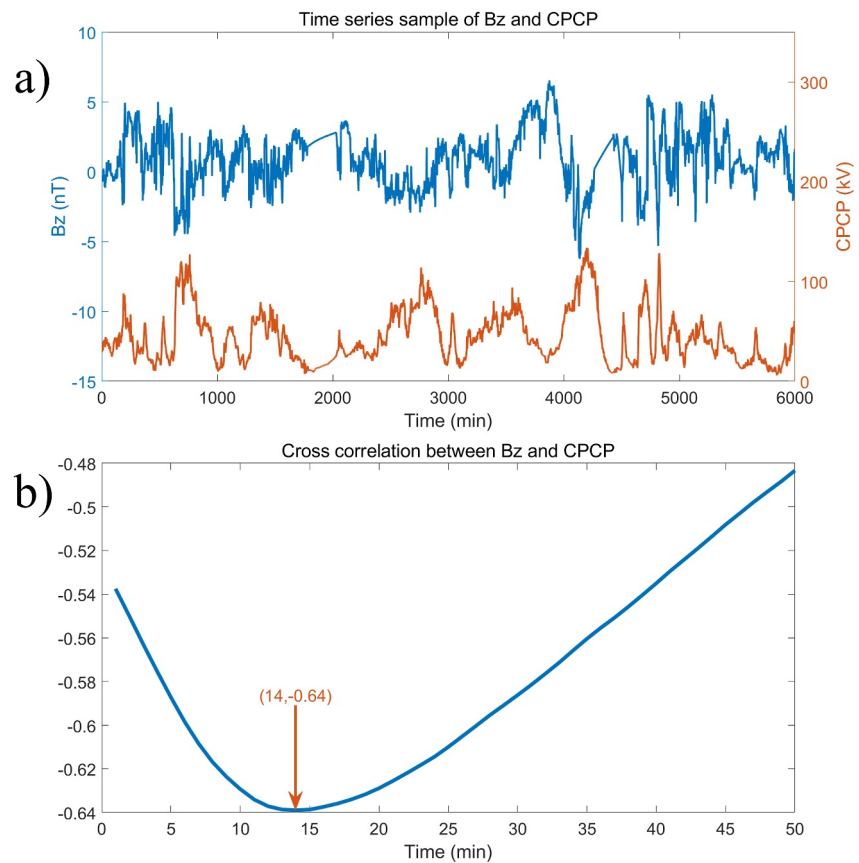 Time series sample of Bz and CPCP
a)
10
5
0
-5
-10
-15
Bz (nT)
300
200
100
0
CPCP (kV)
0 1000 2000 3000 4000 5000 6000
Time (min)
Cross correlation between Bz and CPCP
b)
-0.48
-0.5
-0.52
-0.54
-0.56
-0.58
-0.6
-0.62
-0.64
(14,-0.64)
0 5 10 15 20 25 30 35 40 45 50
Time (min)